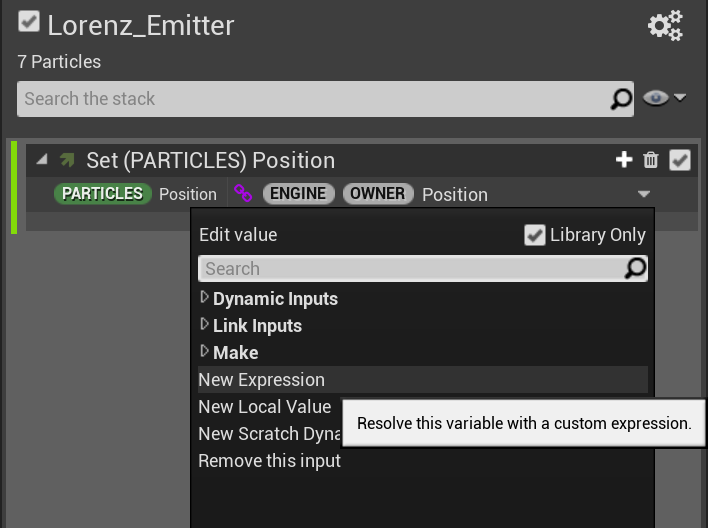 Lorenz_Emitter
7 Particles
Search the stack
Set (PARTICLES) Position
PARTICLES Position ENGINE OWNER Position
Edit value Library Only
Search
Dynamic Inputs
Link Inputs
Make
New Expression
New Local Value
New Scratch Dyna
Remove this input
Resolve this variable with a custom expression.